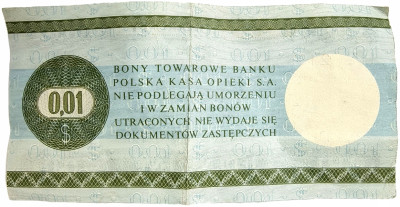 BONY TOWAROWE BANKU
POLSKA KASA OPIEKI S.A.
NIE PODLEGAJĄ UMORZENIU
I W ZAMIAN BONÓW
UTRACONYCH NIE WYDAJE SIĘ
DOKUMENTÓW ZASTĘPCZYCH
0,01
$